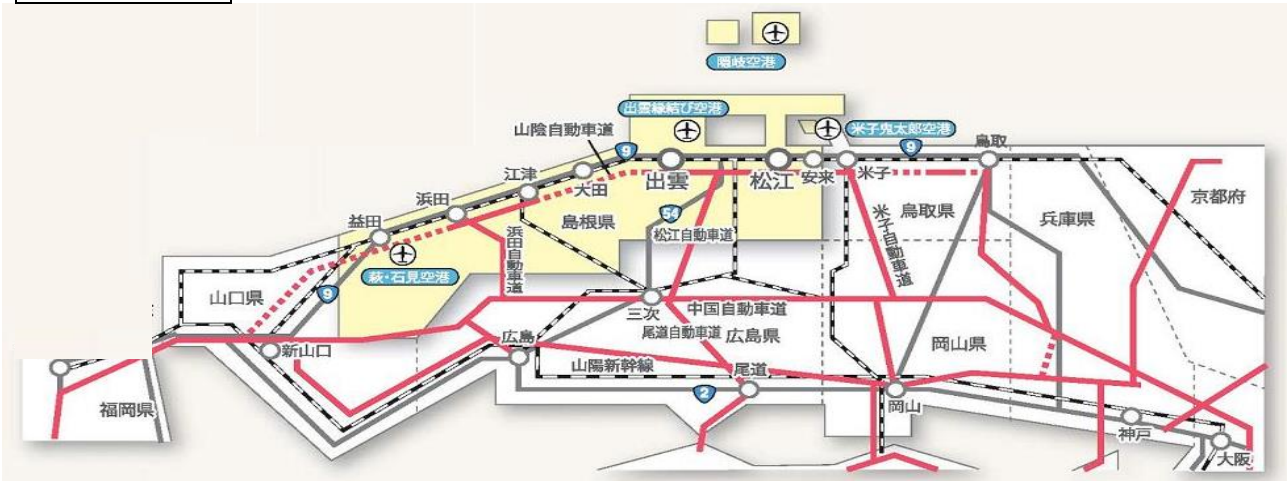 隠岐空港
出雲縁結び空港
米子鬼太郎空港
山陰自動車道
9
9
鳥取
江津
大田
出雲
松江
安来
米子
浜田
益田
島根県
54
松江自動車道
鳥取県
米子自動車道
兵庫県
京都府
浜田自動車道
萩・石見空港
山口県
9
三次
中国自動車道
尾道自動車道
広島県
岡山県
新山口
広島
山陽新幹線
尾道
2
岡山
福岡県
神戸
大阪